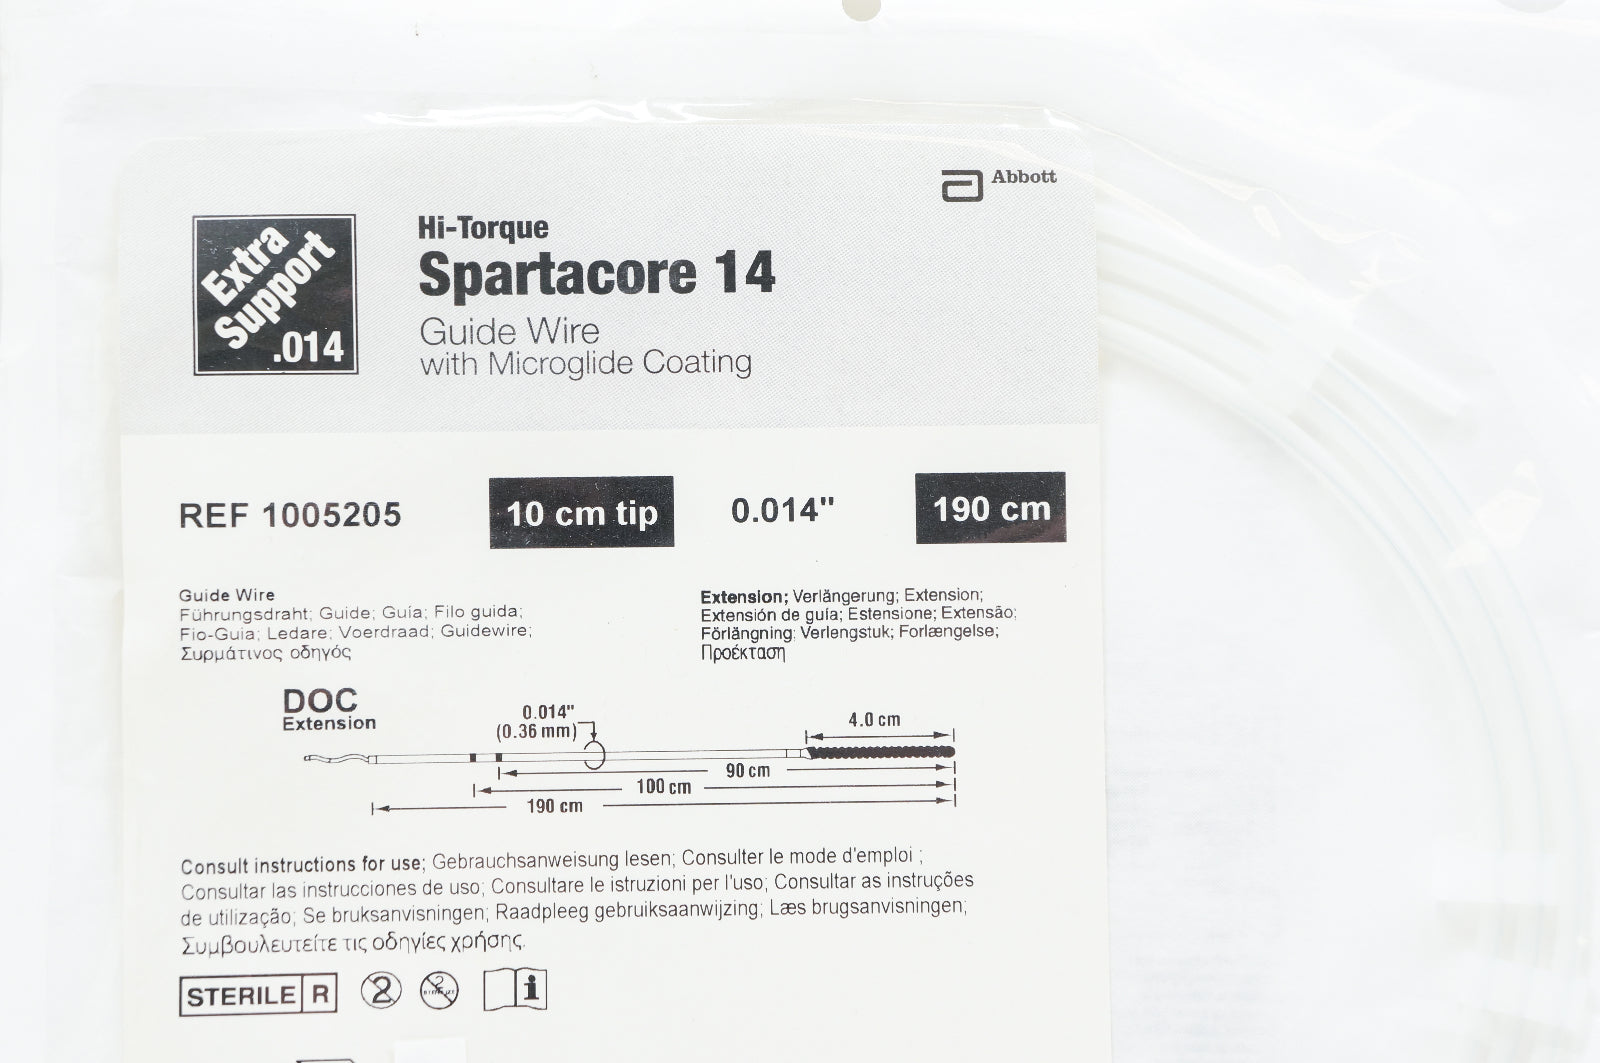 Abbott
Extra
Support
.014
Hi-Torque
Spartacore 14
Guide Wire
with Microglide Coating
REF 1005205
10 cm tip
0.014"
190 cm
Guide Wire
Führungsdraht; Guide; Guía; Filo guida;
Fio-Guia; Ledare; Voerdraad; Guidewire;
Συρμάτινος οδηγός
Extension; Verlängerung; Extension;
Extensión de guía; Estensione; Extensão;
Förlängning; Verlengstuk; Forlængelse;
Προέκταση
DOC
Extension
0.014"
(0.36 mm)
4.0 cm
90 cm
100 cm
190 cm
Consult instructions for use; Gebrauchsanweisung lesen; Consulter le mode d'emploi ;
Consultar las instrucciones de uso; Consultare le istruzioni per l'uso; Consultar as instruções
de utilização; Se bruksanvisningen; Raadpleeg gebruiksaanwijzing; Læs brugsanvisningen;
Συμβουλευτείτε τις οδηγίες χρήσης.
STERILE R
2
2
i